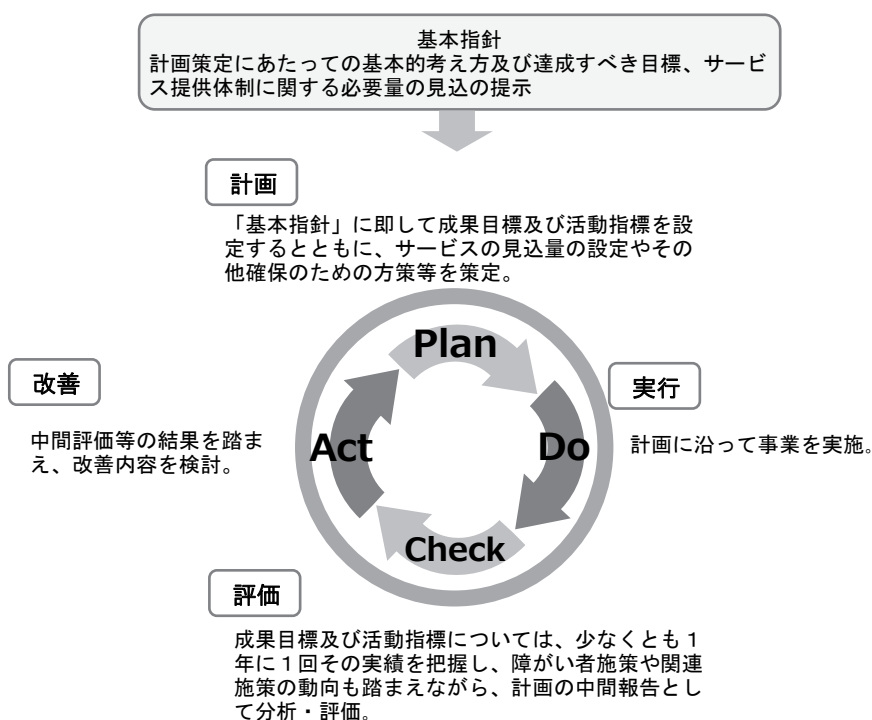 基本指針
計画策定にあたっての基本的考え方及び達成すべき目標、サービ
ス提供体制に関する必要量の見込の提示
計画
「基本指針」に即して成果目標及び活動指標を設
定するとともに、サービスの見込量の設定やその
他確保のための方策等を策定。
Plan
改善
実行
中間評価等の結果を踏ま
え、改善内容を検討。
Act
Do
計画に沿って事業を実施。
Check
評価
成果目標及び活動指標については、少なくとも１
年に１回その実績を把握し、障がい者施策や関連
施策の動向も踏まえながら、計画の中間報告とし
て分析・評価。